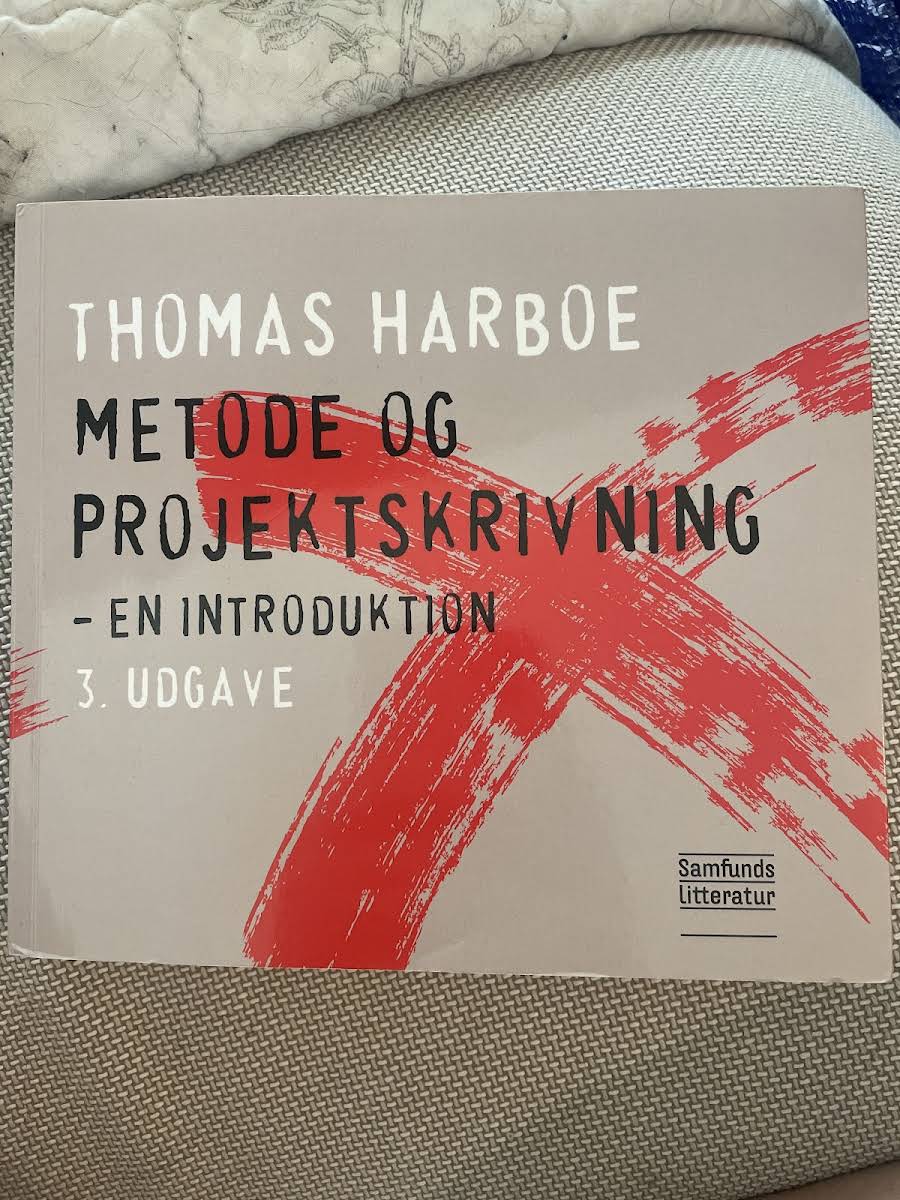 THOMAS HARBOE
METODE OG
PROJEKTSKRIVNING
- EN INTRODUKTION
3. UDGAVE
Samfunds
litteratur